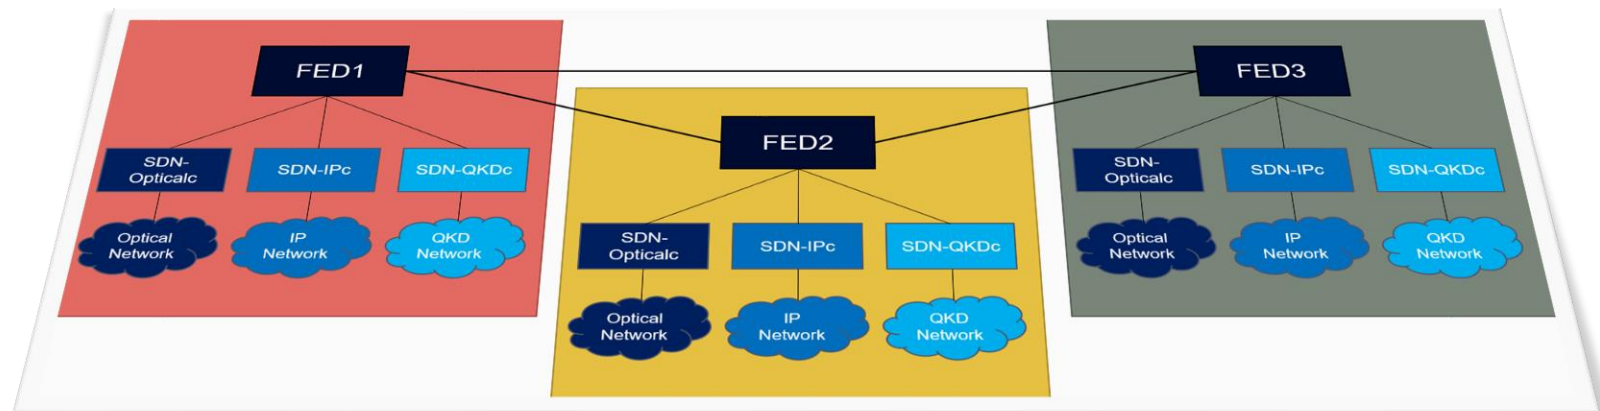 FED1
SDN-
Opticalc
SDN-IPc
SDN-QKDc
Optical
Network
IP
Network
QKD
Network
FED2
SDN-
Opticalc
SDN-IPc
SDN-QKDc
Optical
Network
IP
Network
QKD
Network
FED3
SDN-
Opticalc
SDN-IPc
SDN-QKDc
Optical
Network
IP
Network
QKD
Network